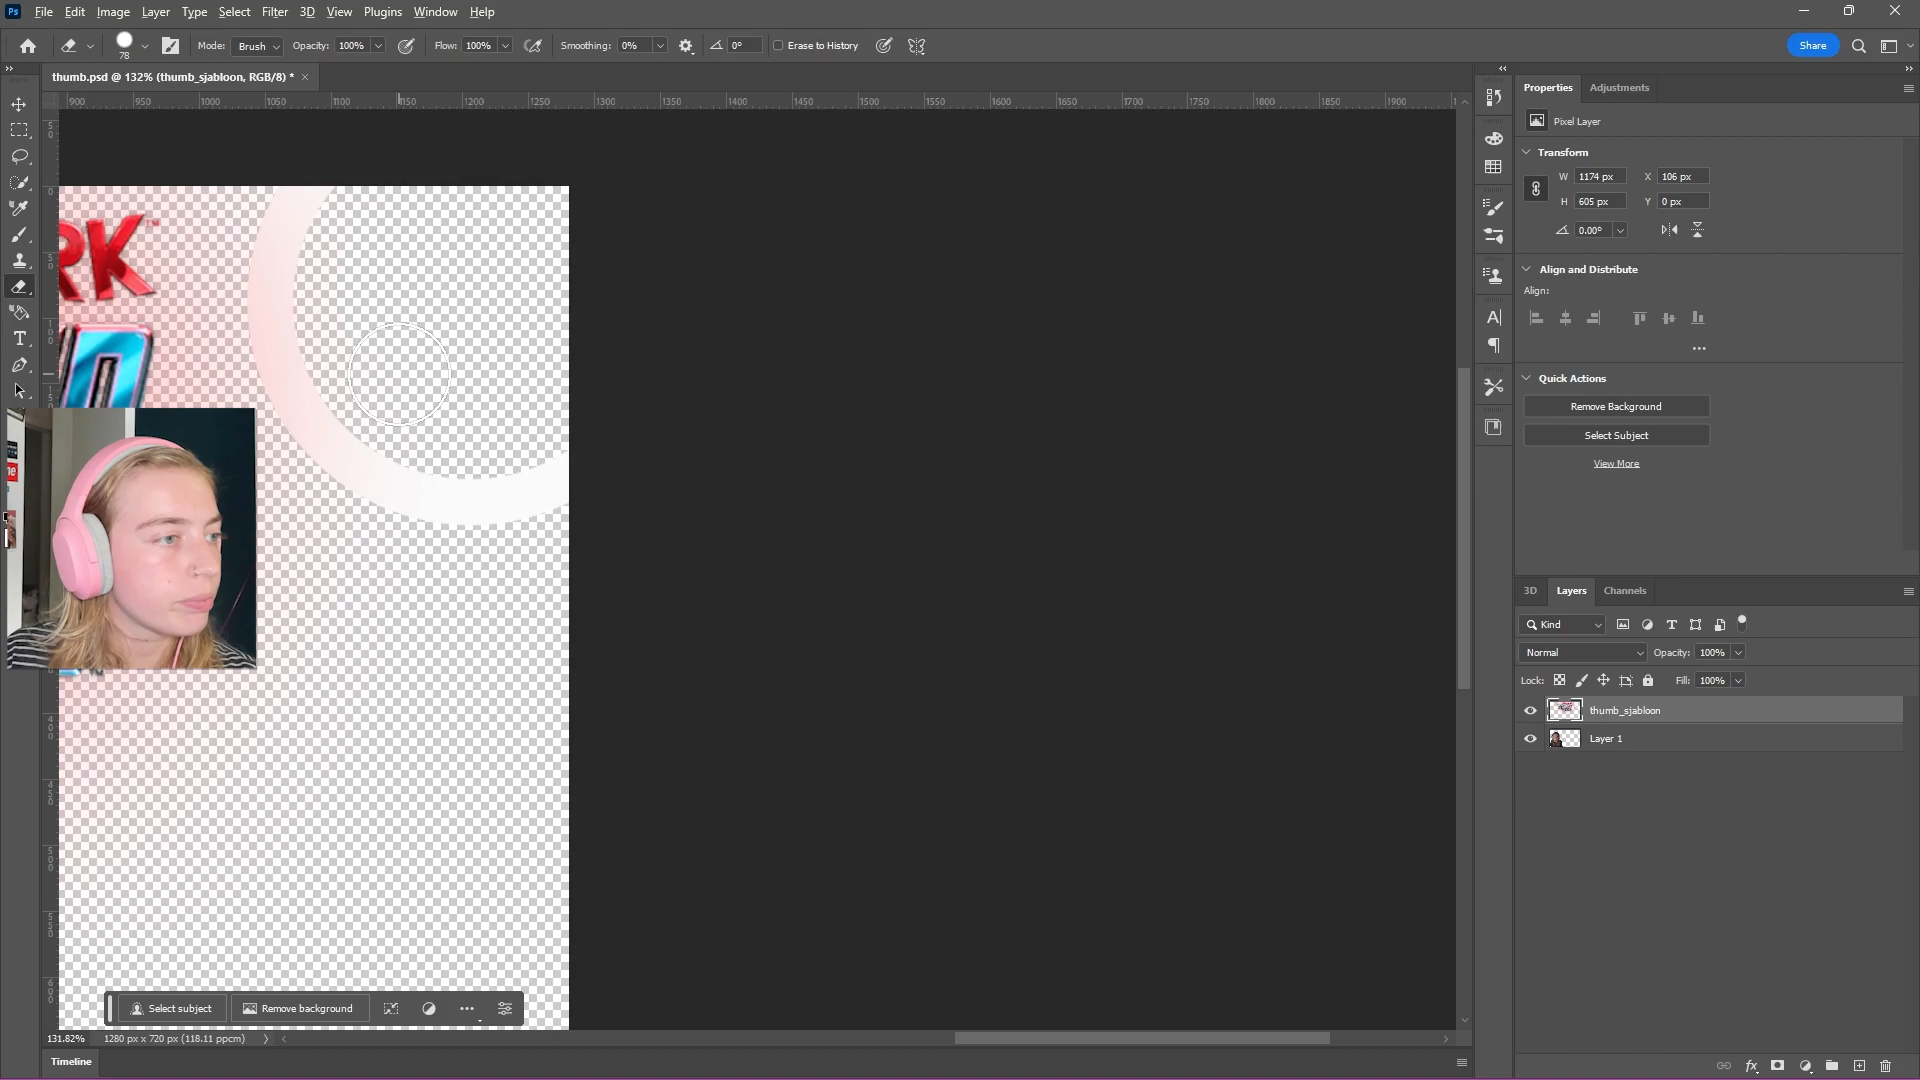 Ps File Edit Image Layer Type Select Filter 3D View Plugins Window Help
78 Mode: Brush Opacity: 100% Flow: 100% Smoothing: 0% 0° Erase to History Share
thumb.psd @ 132% (thumb_sjabloon, RGB/8) * ×
900 950 1000 1050 1100 1150 1200 1250 1300 1350 1400 1450 1500 1550 1600 1650 1700 1750 1800 1850 1900
Properties Adjustments
Pixel Layer
Transform
W 1174 px X 106 px
H 605 px Y 0 px
0.00°
Align and Distribute
Align:
Quick Actions
Remove Background
Select Subject
View More
RK™
3D Layers Channels
Kind
Normal Opacity: 100%
Lock: Fill: 100%
thumb_sjabloon
Layer 1
Select subject Remove background
131.82% 1280 px x 720 px (118.11 ppcm)
Timeline